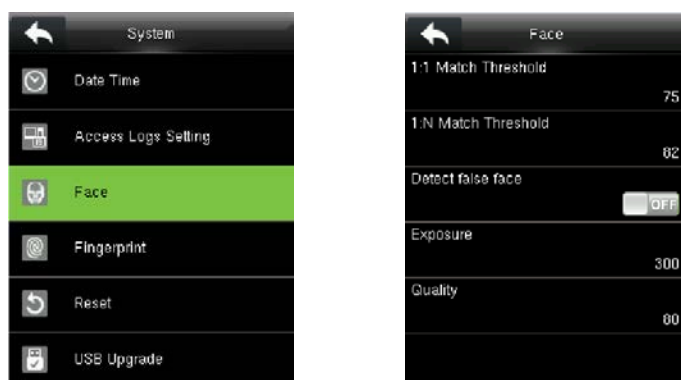 System
Date Time
Access Logs Setting
Face
Fingerprint
Reset
USB Upgrade
Face
1:1 Match Threshold
75
1:N Match Threshold
82
Detect false face
OFF
Exposure
300
Quality
80